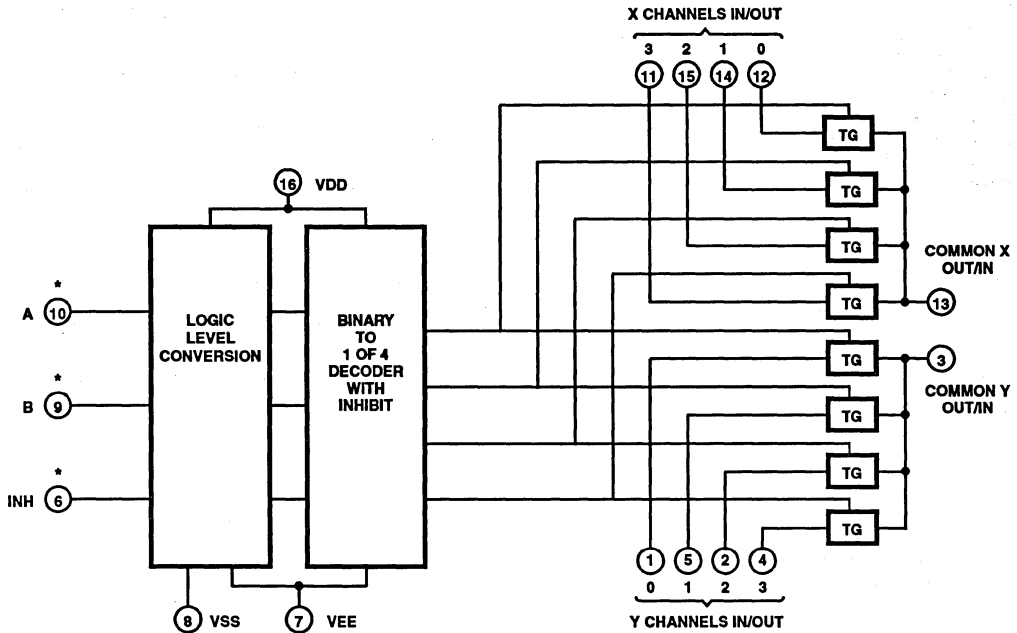 X CHANNELS IN/OUT
3 2 1 0
11 15 14 12
TG
TG
TG
TG
COMMON X
OUT/IN
13
16 VDD
*
A 10
*
B 9
*
INH 6
LOGIC
LEVEL
CONVERSION
BINARY
TO
1 OF 4
DECODER
WITH
INHIBIT
TG
TG
TG
TG
3
COMMON Y
OUT/IN
1 5 2 4
0 1 2 3
Y CHANNELS IN/OUT
8 VSS
7 VEE